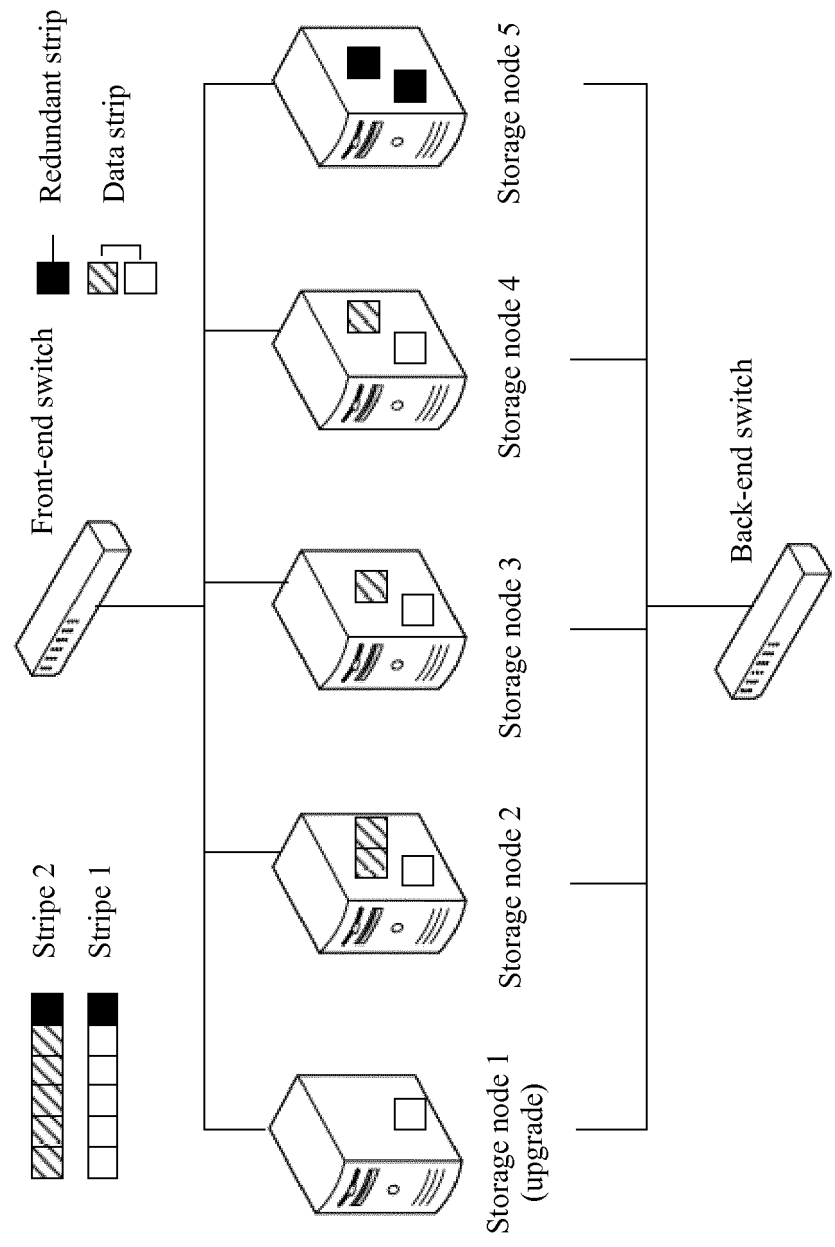 Stripe 2
Stripe 1
Front-end switch
Redundant strip
Data strip
Storage node 1
(upgrade)
Storage node 2
Storage node 3
Storage node 4
Storage node 5
Back-end switch